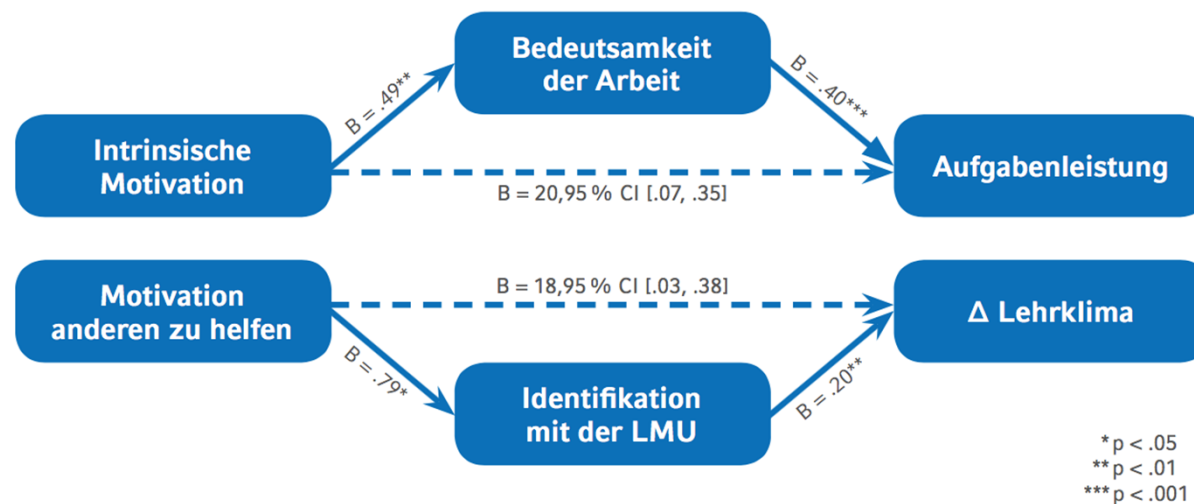 Bedeutsamkeit
der Arbeit
B = .49**
B = .40***
Intrinsische
Motivation
Aufgabenleistung
B = 20,95 % CI [.07, .35]
Motivation
anderen zu helfen
B = 18,95 % CI [.03, .38]
Δ Lehrklima
B = .79*
B = .20**
Identifikation
mit der LMU
* p < .05
** p < .01
*** p < .001